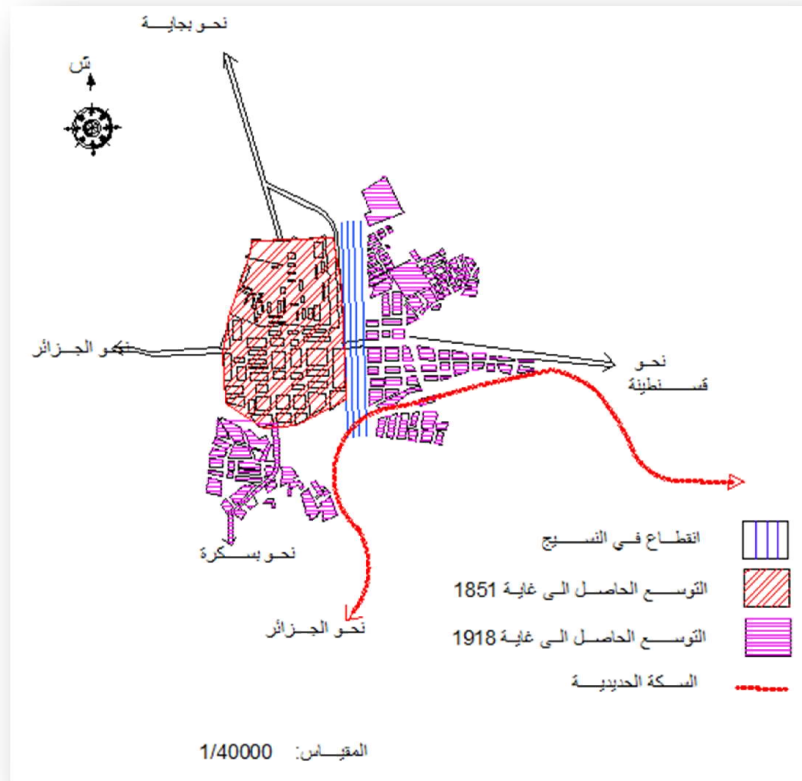 نحو بجاية
ش
نحو الجزائر
نحو
قسنطينة
نحو بسكرة
نحو الجزائر
انقطاع في النسيج
التوسع الحاصل الى غاية 1851
التوسع الحاصل الى غاية 1918
السكة الحديدية
المقياس: 1/40000